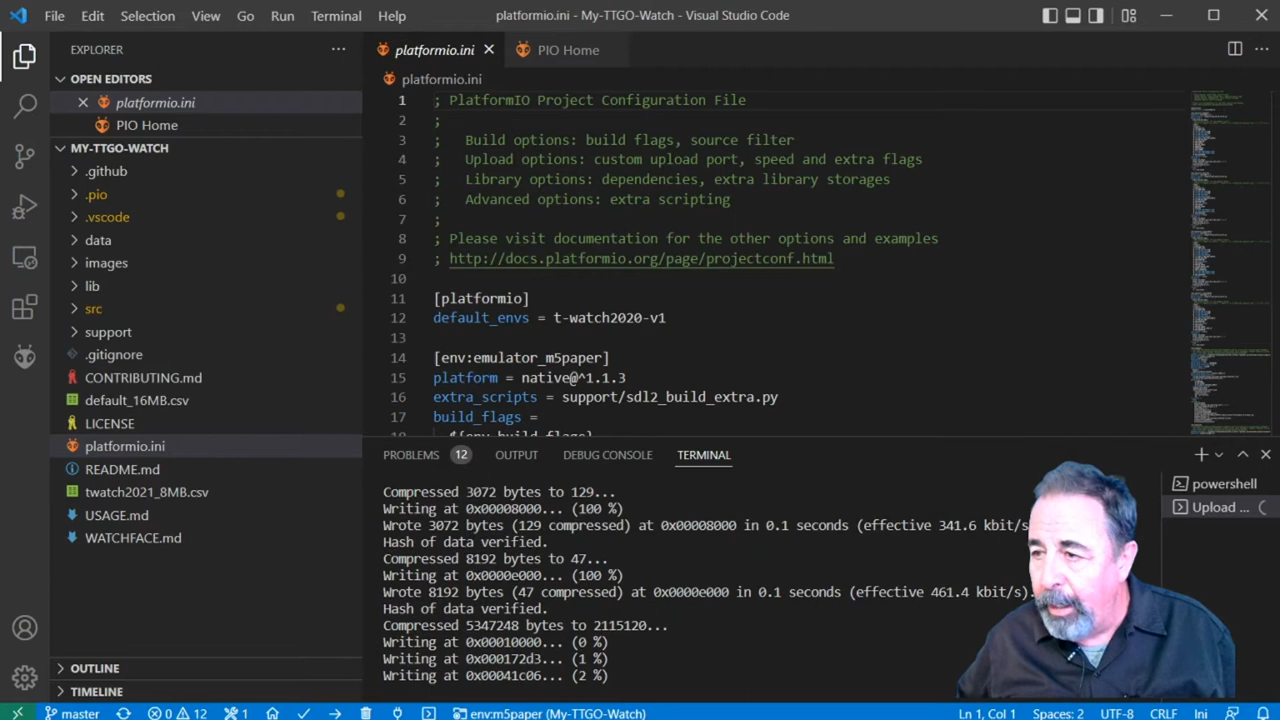 File Edit Selection View Go Run Terminal Help platformio.ini - My-TTGO-Watch - Visual Studio Code
EXPLORER
OPEN EDITORS
platformio.ini
PIO Home
MY-TTGO-WATCH
.github
.pio
.vscode
data
images
lib
src
support
.gitignore
CONTRIBUTING.md
default_16MB.csv
LICENSE
platformio.ini
README.md
twatch2021_8MB.csv
USAGE.md
WATCHFACE.md
OUTLINE
TIMELINE
platformio.ini PIO Home
platformio.ini
1 ; PlatformIO Project Configuration File
2 ;
3 ; Build options: build flags, source filter
4 ; Upload options: custom upload port, speed and extra flags
5 ; Library options: dependencies, extra library storages
6 ; Advanced options: extra scripting
7 ;
8 ; Please visit documentation for the other options and examples
9 ; http://docs.platformio.org/page/projectconf.html
10
11 [platformio]
12 default_envs = t-watch2020-v1
13
14 [env:emulator_m5paper]
15 platform = native@^1.1.3
16 extra_scripts = support/sdl2_build_extra.py
17 build_flags =
18 ${env.build_flags}
PROBLEMS 12 OUTPUT DEBUG CONSOLE TERMINAL
Compressed 3072 bytes to 129...
Writing at 0x00008000... (100 %)
Wrote 3072 bytes (129 compressed) at 0x00008000 in 0.1 seconds (effective 341.6 kbit/s
Hash of data verified.
Compressed 8192 bytes to 47...
Writing at 0x0000e000... (100 %)
Wrote 8192 bytes (47 compressed) at 0x0000e000 in 0.1 seconds (effective 461.4 kbit/s).
Hash of data verified.
Compressed 5347248 bytes to 2115120...
Writing at 0x00010000... (0 %)
Writing at 0x000172d3... (1 %)
Writing at 0x00041c06... (2 %)
powershell
Upload ...
master 0 12 1 env:m5paper (My-TTGO-Watch) Ln 1, Col 1 Spaces: 2 UTF-8 CRLF Ini